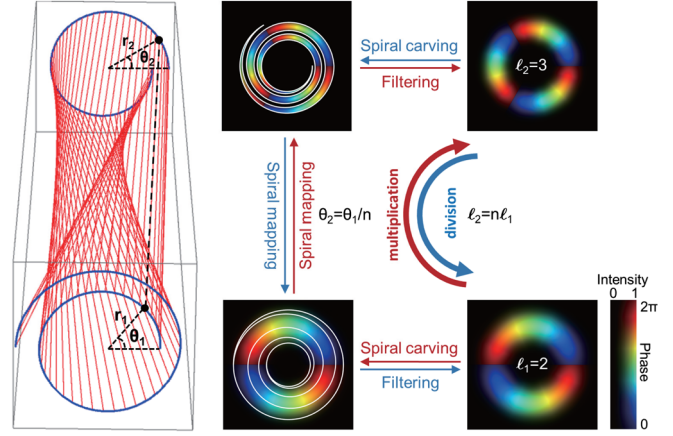 r₂
θ₂
r₁
θ₁
Spiral carving
Filtering
ℓ₂=3
Spiral mapping
Spiral mapping
θ₂=θ₁/n
multiplication
division
ℓ₂=nℓ₁
Spiral carving
Filtering
ℓ₁=2
Intensity
0 1
2π
Phase
0